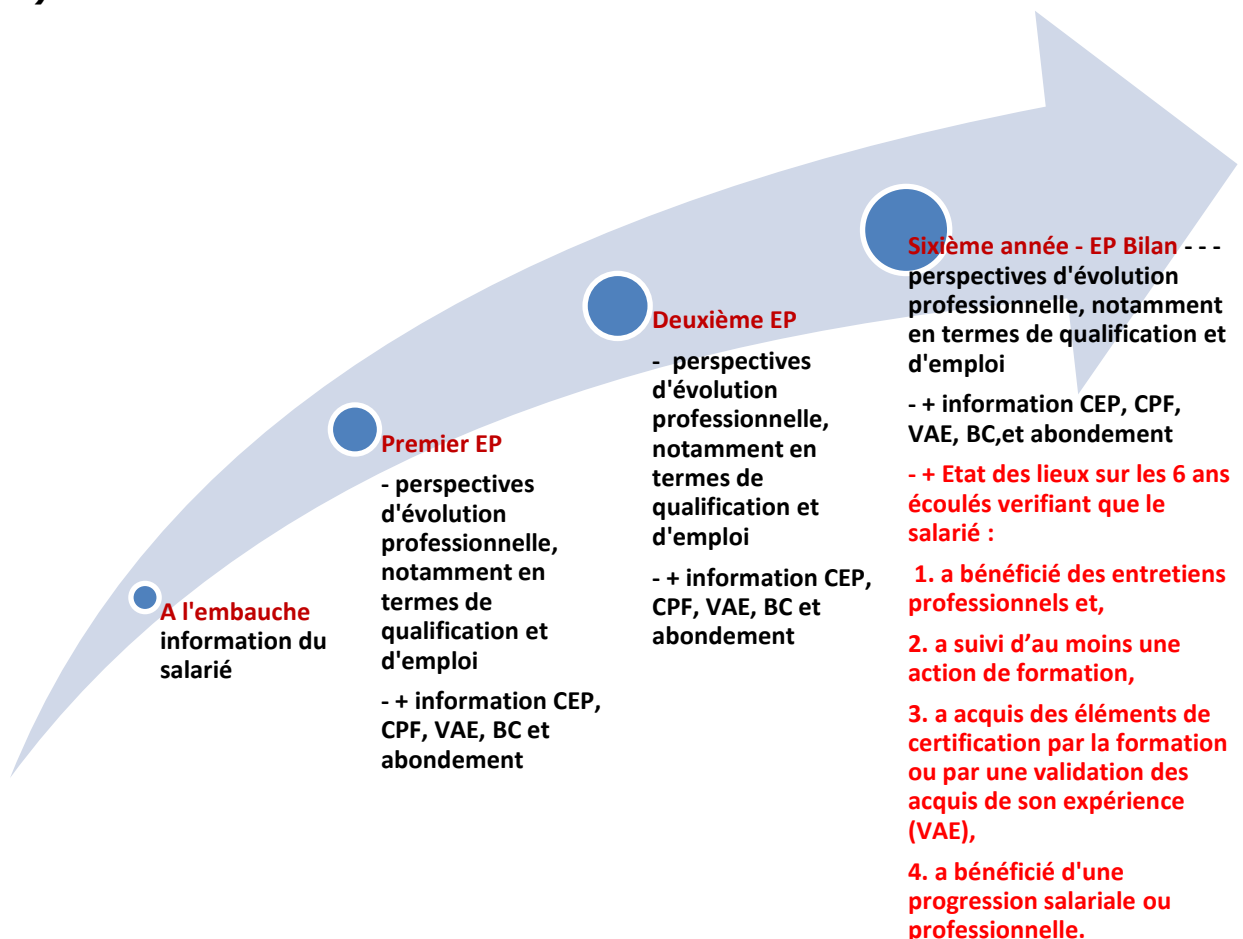 A l'embauche
information du
salarié
Premier EP
- perspectives
d'évolution
professionnelle,
notamment en
termes de
qualification et
d'emploi
- + information CEP,
CPF, VAE, BC et
abondement
Deuxième EP
- perspectives
d'évolution
professionnelle,
notamment en
termes de
qualification et
d'emploi
- + information CEP,
CPF, VAE, BC et
abondement
Sixième année - EP Bilan - - -
perspectives d'évolution
professionnelle, notamment
en termes de qualification et
d'emploi
- + information CEP, CPF,
VAE, BC,et abondement
- + Etat des lieux sur les 6 ans
écoulés verifiant que le
salarié :
1. a bénéficié des entretiens
professionnels et,
2. a suivi d’au moins une
action de formation,
3. a acquis des éléments de
certification par la formation
ou par une validation des
acquis de son expérience
(VAE),
4. a bénéficié d'une
progression salariale ou
professionnelle.